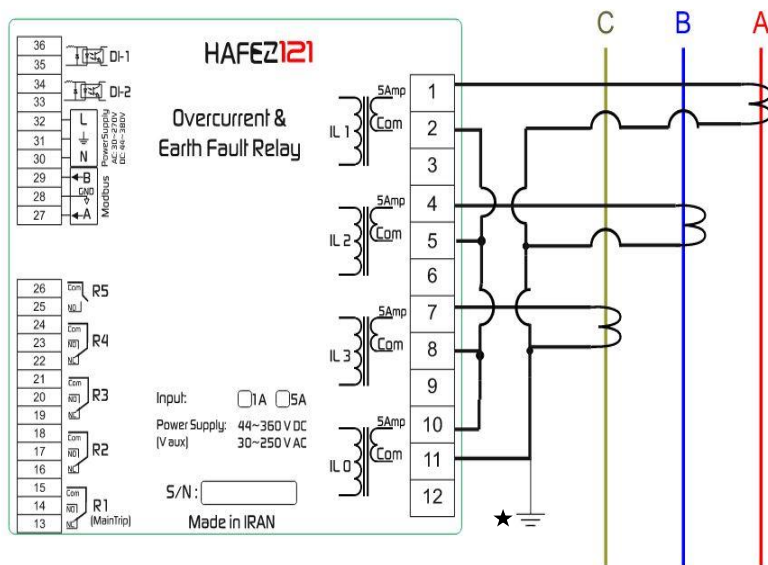 C B A
HAFEZ121
Overcurrent &
Earth Fault Relay
36
35
DI-1
34
33
DI-2
32
31
30
L
N
PowerSupply
AC: 30~270V
DC: 44~380V
29
28
27
B
GND
A
Modbus
26
25
Com
NO
R5
24
23
22
Com
NO
NC
R4
21
20
19
Com
NO
NC
R3
18
17
16
Com
NO
NC
R2
15
14
13
Com
NO
NC
R1
(MainTrip)
IL 1
5Amp
Com
1
2
3
IL 2
5Amp
Com
4
5
6
IL 3
5Amp
Com
7
8
9
IL 0
5Amp
Com
10
11
12
Input: 1A 5A
Power Supply: 44~360 V DC
(V aux) 30~250 V AC
S/N :
Made in IRAN